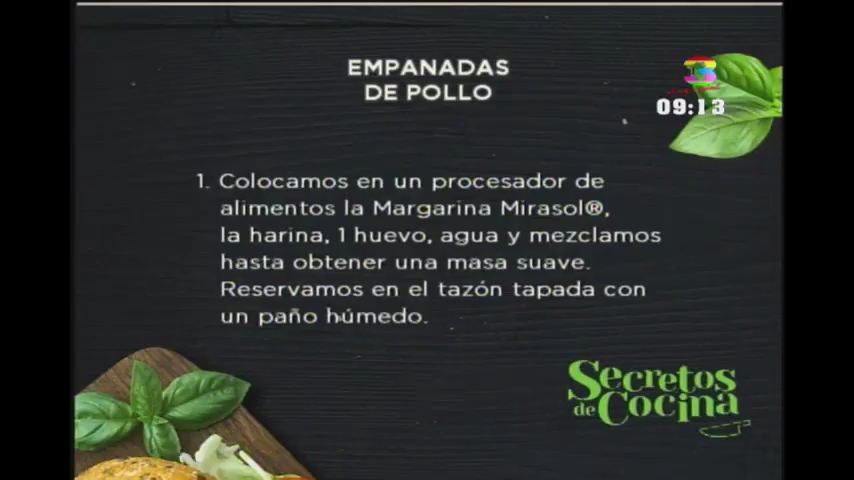 EMPANADAS
DE POLLO
3
09:13
1. Colocamos en un procesador de
alimentos la Margarina Mirasol®,
la harina, 1 huevo, agua y mezclamos
hasta obtener una masa suave.
Reservamos en el tazón tapada con
un paño húmedo.
Secretos
de Cocina